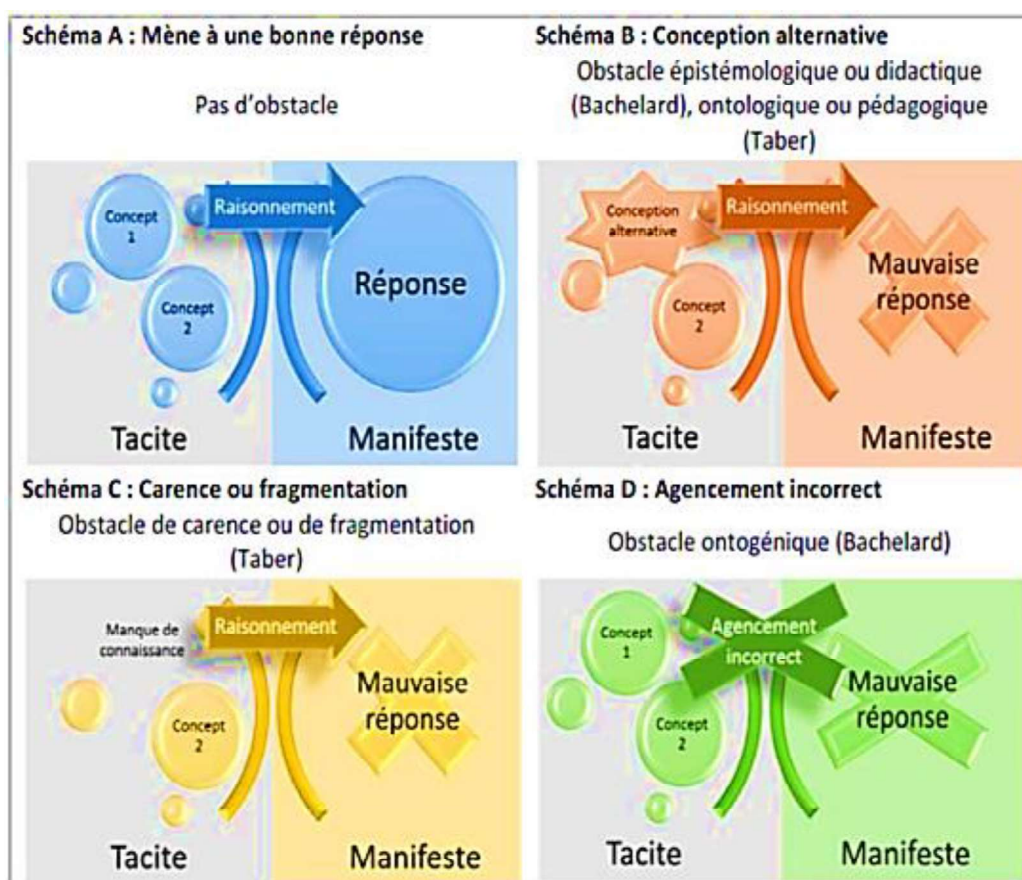 Schéma A : Mène à une bonne réponse
Pas d'obstacle
Concept
1
Concept
2
Raisonnement
Réponse
Tacite
Manifeste
Schéma B : Conception alternative
Obstacle épistémologique ou didactique
(Bachelard), ontologique ou pédagogique
(Taber)
Conception
alternative
Concept
2
Raisonnement
Mauvaise
réponse
Tacite
Manifeste
Schéma C : Carence ou fragmentation
Obstacle de carence ou de fragmentation
(Taber)
Manque de
connaissance
Concept
2
Raisonnement
Mauvaise
réponse
Tacite
Manifeste
Schéma D : Agencement incorrect
Obstacle ontogénique (Bachelard)
Concept
1
Concept
2
Agencement
incorrect
Mauvaise
réponse
Tacite
Manifeste